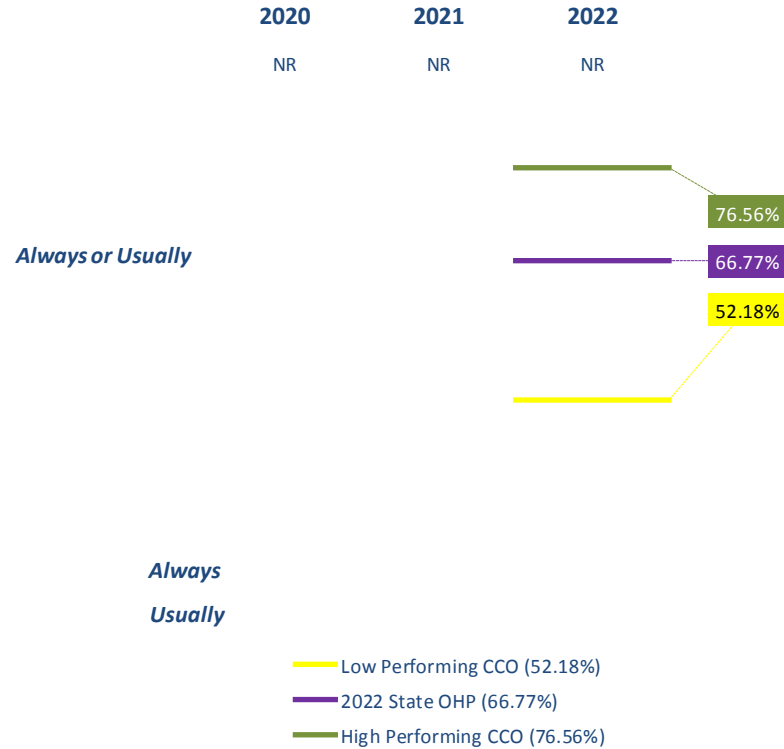 2020 2021 2022
NR NR NR
76.56%
Always or Usually
66.77%
52.18%
Always
Usually
Low Performing CCO (52.18%)
2022 State OHP (66.77%)
High Performing CCO (76.56%)